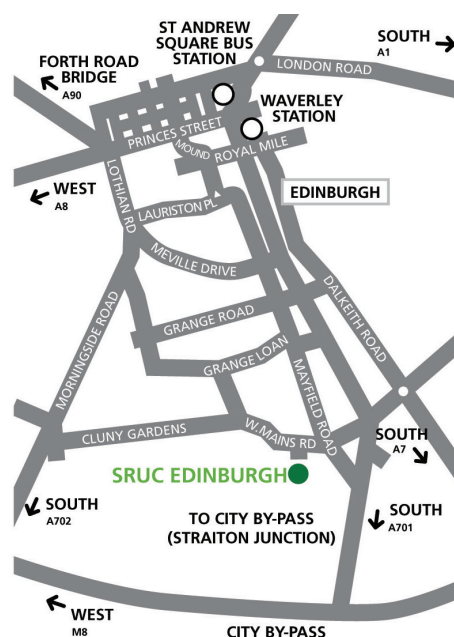 ST ANDREW
SQUARE BUS
STATION
SOUTH
A1
FORTH ROAD
BRIDGE
A90
LONDON ROAD
WAVERLEY
STATION
PRINCES STREET
MOUND
ROYAL MILE
WEST
A8
LOTHIAN RD
EDINBURGH
LAURISTON PL
MEVILLE DRIVE
DALKEITH ROAD
GRANGE ROAD
MORNINGSIDE ROAD
GRANGE LOAN
MAYFIELD ROAD
CLUNY GARDENS
W.MAINS RD
SOUTH
A7
SRUC EDINBURGH
SOUTH
A702
TO CITY BY-PASS
(STRAITON JUNCTION)
SOUTH
A701
WEST
M8
CITY BY-PASS